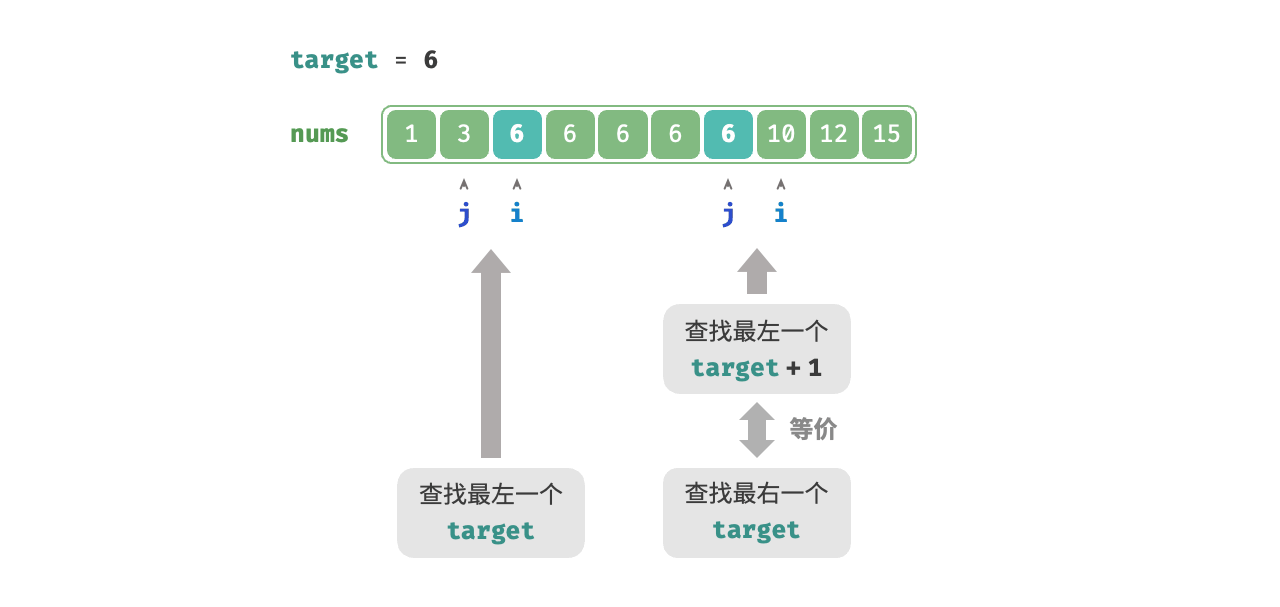 target = 6
nums 1 3 6 6 6 6 6 10 12 15
j i j i
查找最左一个
target + 1
等价
查找最左一个
target
查找最右一个
target